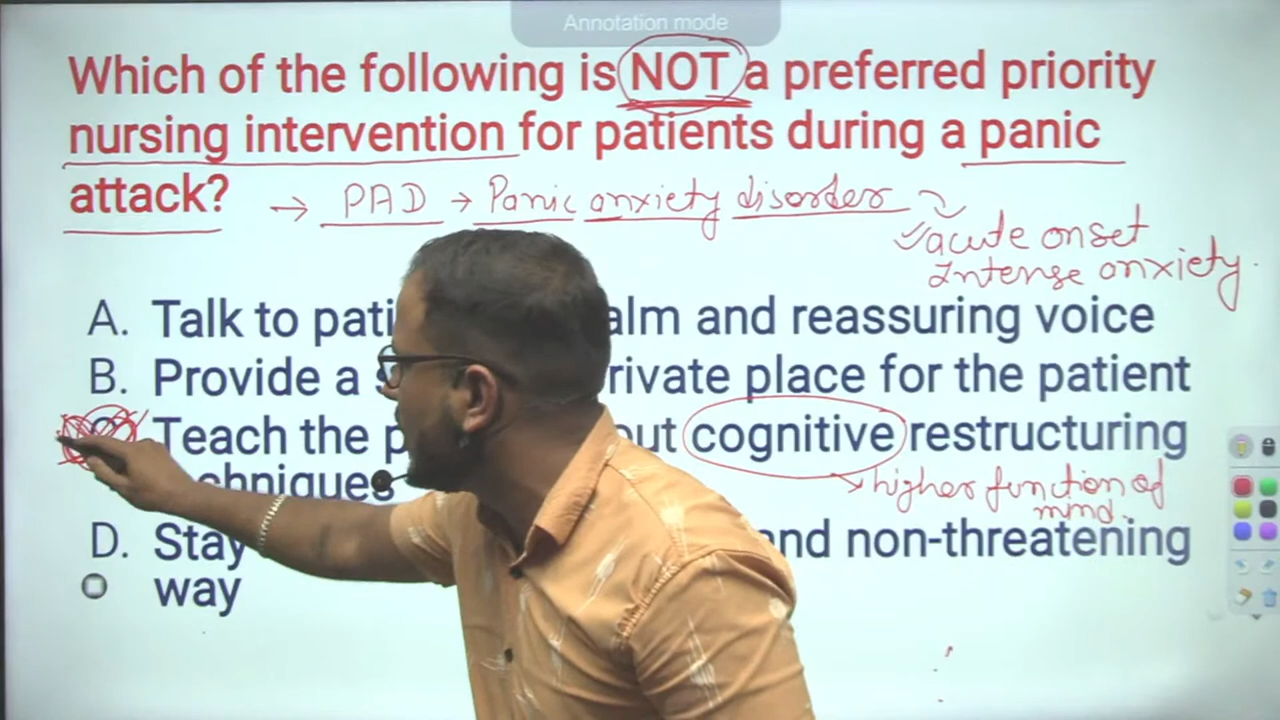 Annotation mode
Which of the following is NOT a preferred priority
nursing intervention for patients during a panic
attack? → PAD → Panic anxiety disorder
acute onset
Intense anxiety.
A. Talk to pati alm and reassuring voice
B. Provide a rivate place for the patient
Teach the p out cognitive restructuring
chniques
higher function of
mind.
D. Stay and non-threatening
way